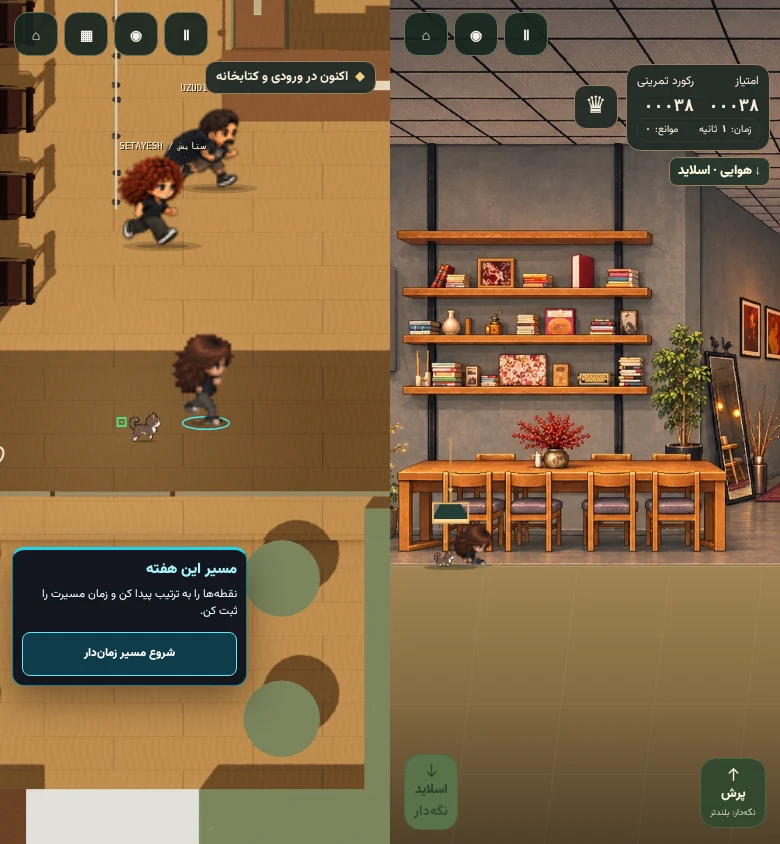 اکنون در ورودی و کتابخانه
SETAYESH / ستایش
مسیر این هفته
نقطه‌ها را به ترتیب پیدا کن و زمان مسیرت را
ثبت کن.
شروع مسیر زمان‌دار
امتیاز
رکورد تمرینی
۰۰۰۳۸
۰۰۰۳۸
زمان: ۱ ثانیه
موانع: ۰
↓ هوایی · اسلاید
↓
اسلاید
نگه‌دار
↑
پرش
نگه‌دار: بلندتر